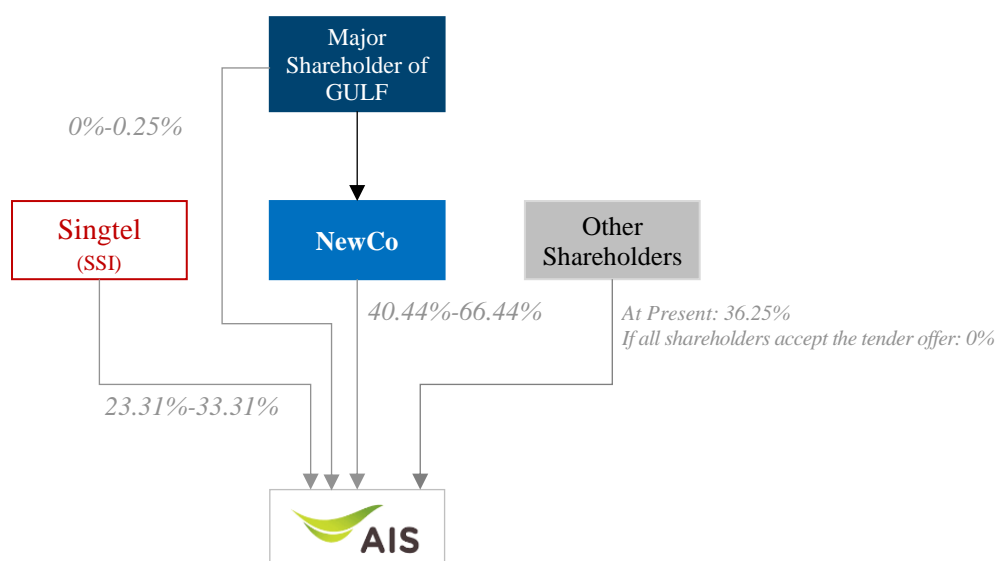 Major
Shareholder of
GULF
0%-0.25%
Singtel
(SSI)
NewCo
Other
Shareholders
40.44%-66.44%
At Present: 36.25%
If all shareholders accept the tender offer: 0%
23.31%-33.31%
AIS